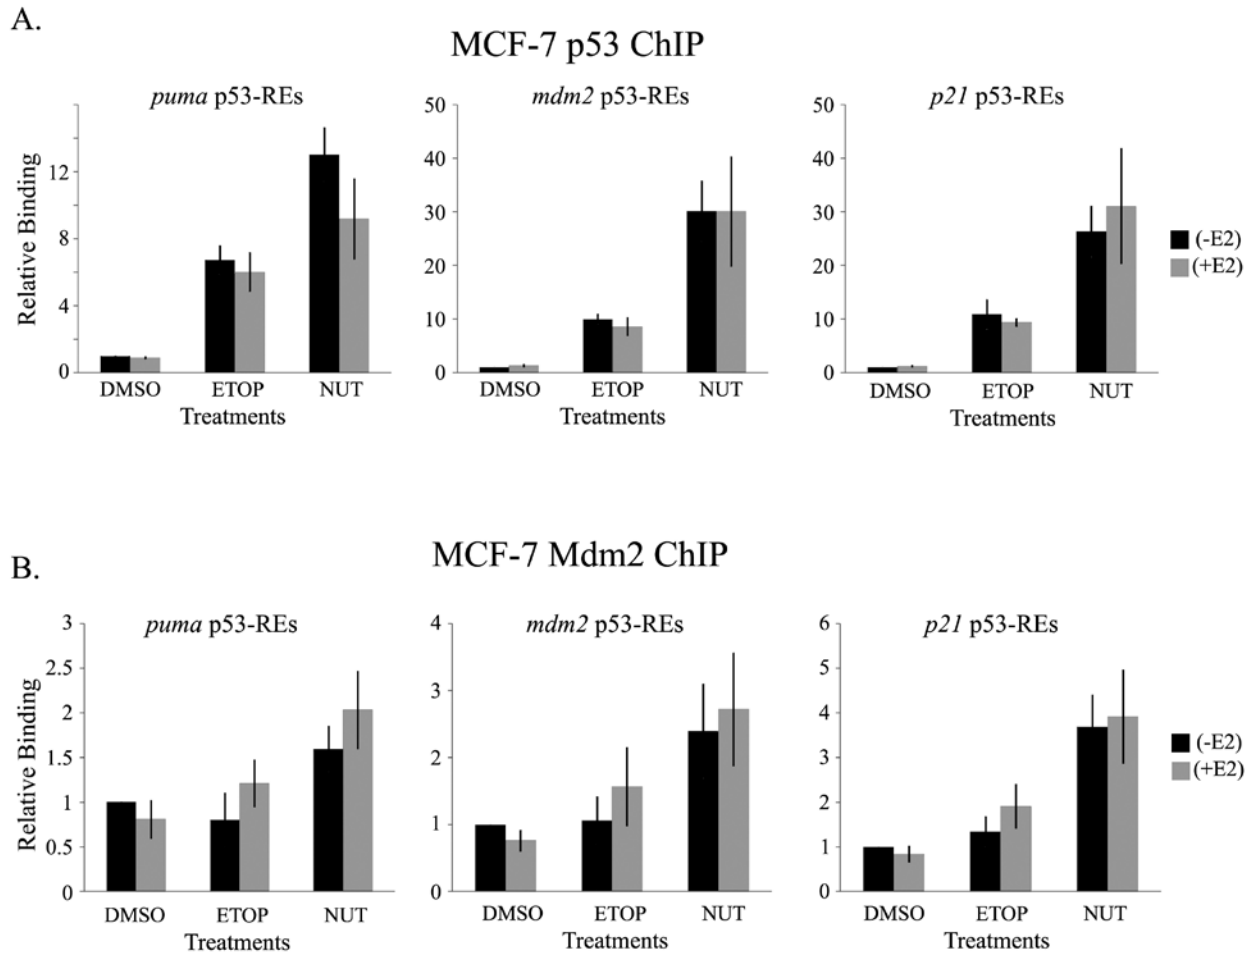 A.
MCF-7 p53 ChIP
puma p53-REs
mdm2 p53-REs
p21 p53-REs
Relative Binding
12
8
4
0
50
40
30
20
10
0
50
40
30
20
10
0
DMSO ETOP NUT
DMSO ETOP NUT
DMSO ETOP NUT
Treatments
Treatments
Treatments
(-E2)
(+E2)
B.
MCF-7 Mdm2 ChIP
puma p53-REs
mdm2 p53-REs
p21 p53-REs
Relative Binding
3
2.5
2
1.5
1
0.5
0
4
3
2
1
0
6
5
4
3
2
1
0
DMSO ETOP NUT
DMSO ETOP NUT
DMSO ETOP NUT
Treatments
Treatments
Treatments
(-E2)
(+E2)